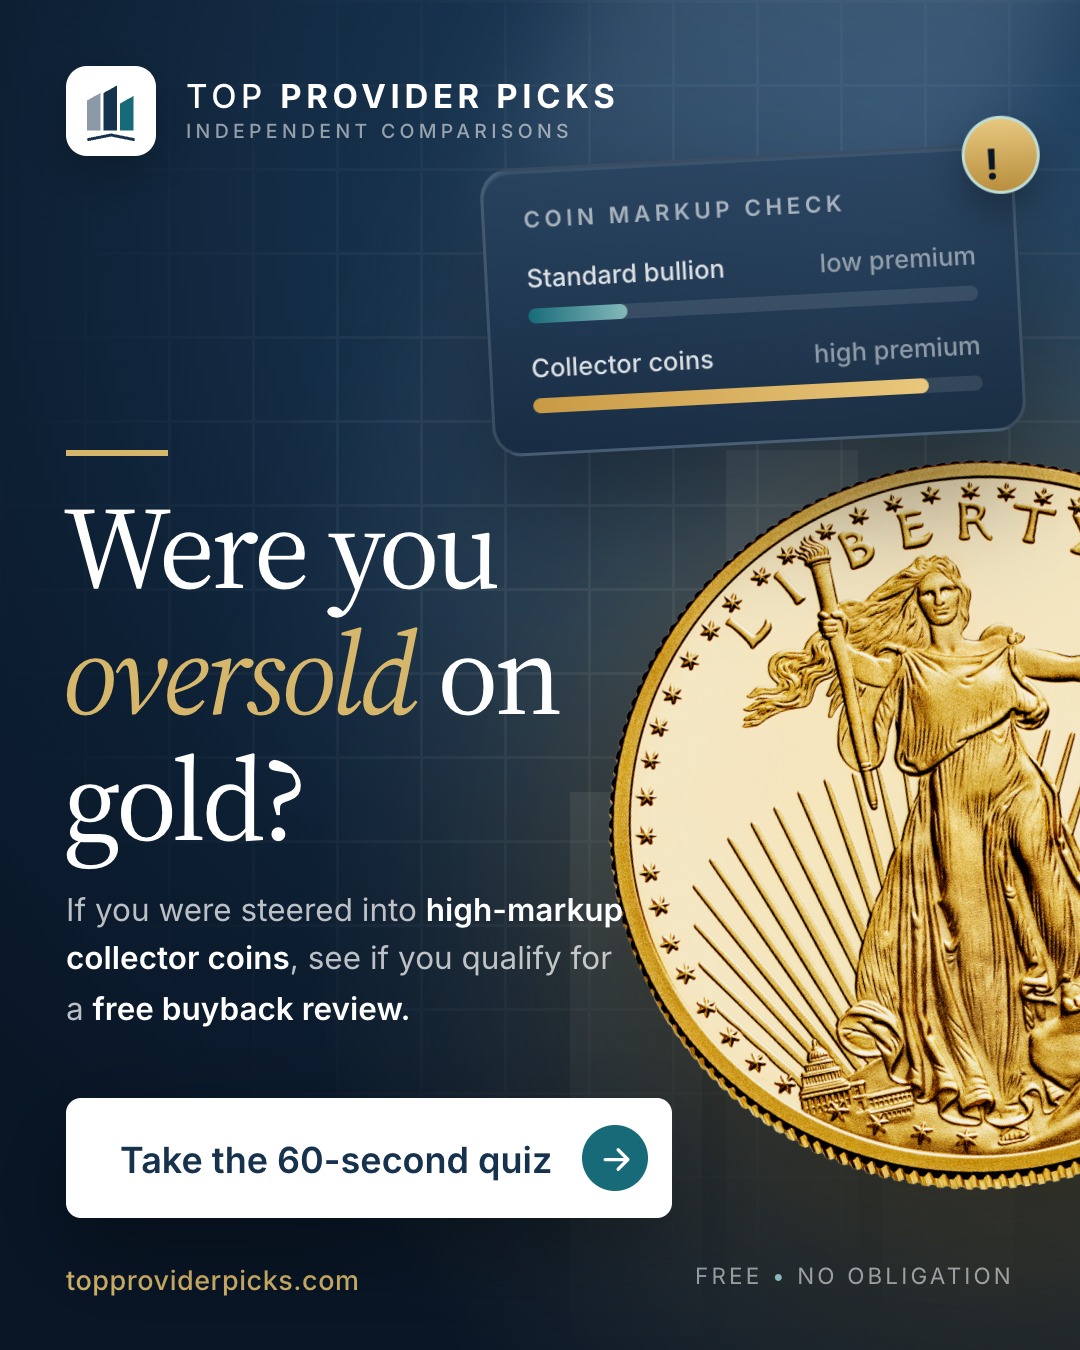 TOP PROVIDER PICKS
INDEPENDENT COMPARISONS
!
COIN MARKUP CHECK
Standard bullion low premium
Collector coins high premium
Were you
oversold on
gold?
LIBERTY
If you were steered into high-markup
collector coins, see if you qualify for
a free buyback review.
Take the 60-second quiz →
topproviderpicks.com
FREE • NO OBLIGATION